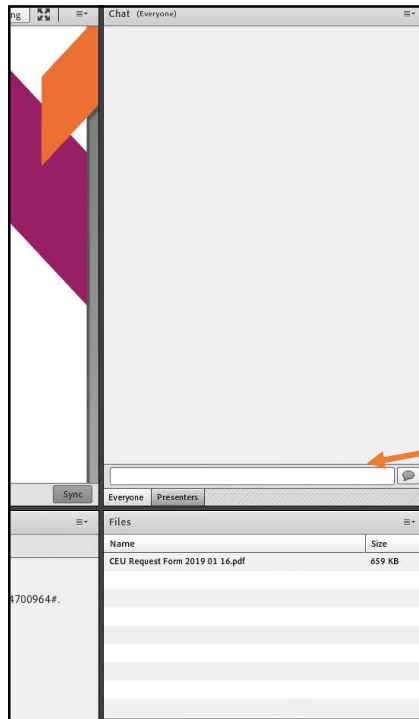 ng
Chat (Everyone)
Sync
Everyone Presenters
Files
Name Size
CEU Request Form 2019 01 16.pdf 659 KB
4700964#.